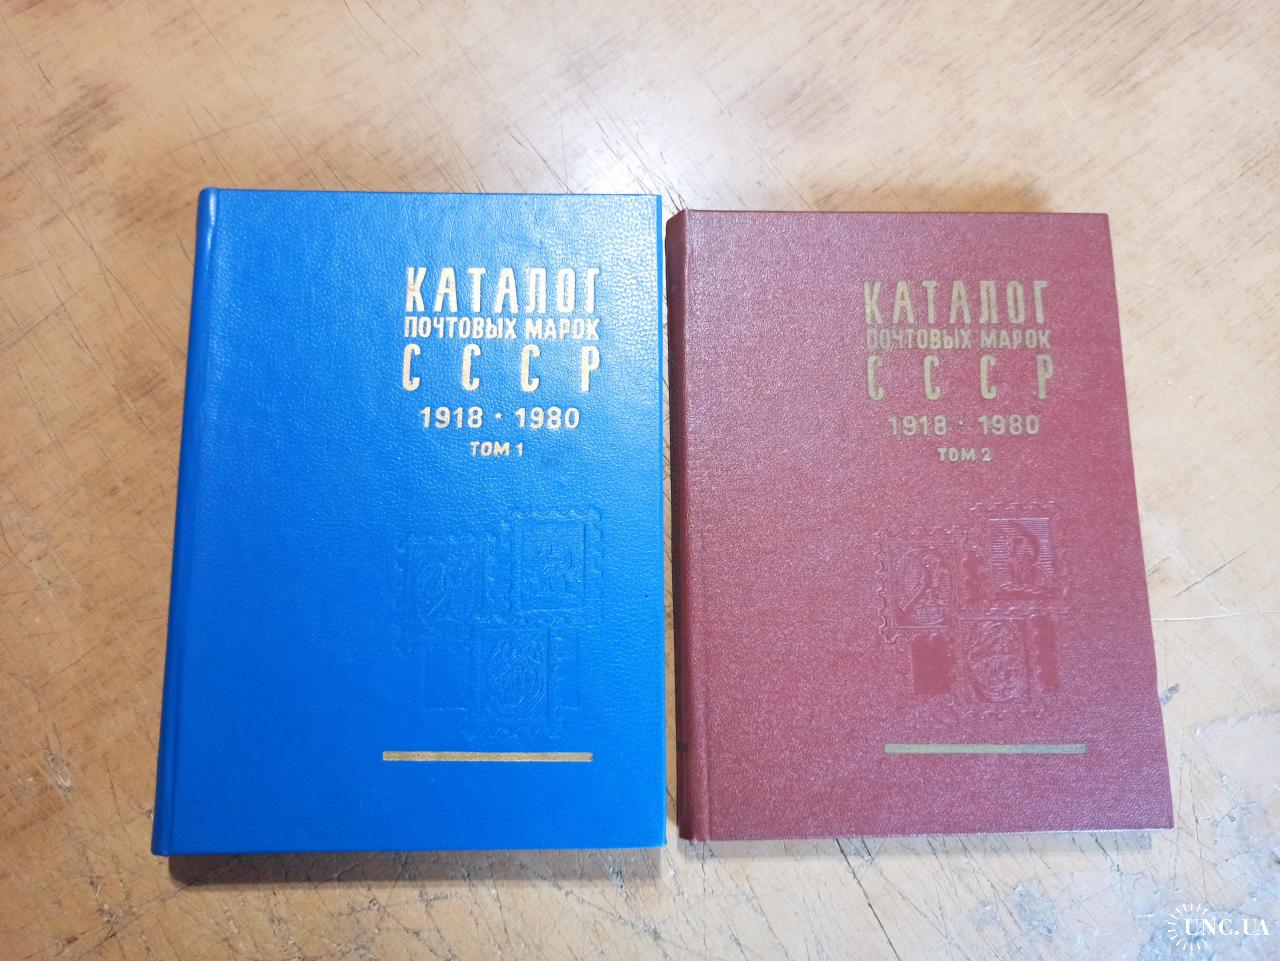 КАТАЛОГ
ПОЧТОВЫХ МАРОК
СССР
1918 · 1980
ТОМ 1
КАТАЛОГ
ПОЧТОВЫХ МАРОК
СССР
1918 · 1980
ТОМ 2
UNC.UA